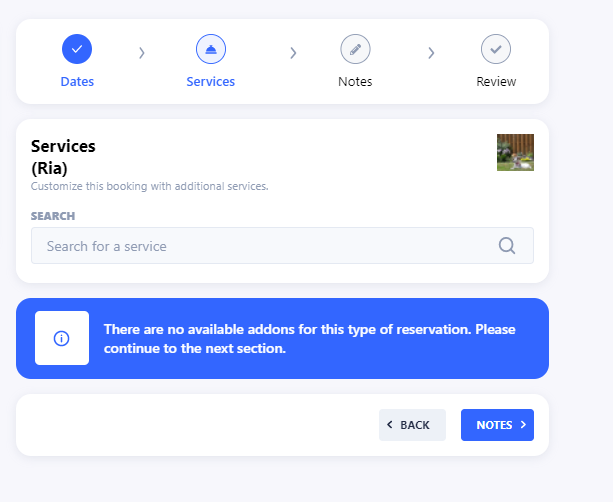 Dates
Services
Notes
Review
Services
(Ria)
Customize this booking with additional services.
SEARCH
Search for a service
There are no available addons for this type of reservation. Please
continue to the next section.
BACK
NOTES